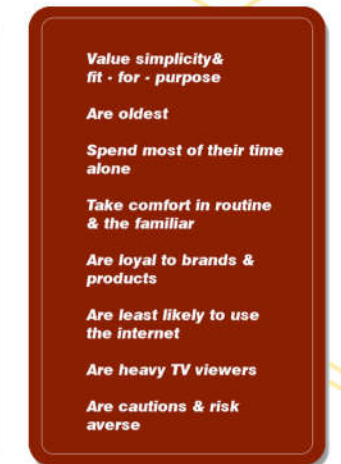 Value simplicity&
fit - for - purpose
Are oldest
Spend most of their time
alone
Take comfort in routine
& the familiar
Are loyal to brands &
products
Are least likely to use
the internet
Are heavy TV viewers
Are cautions & risk
averse